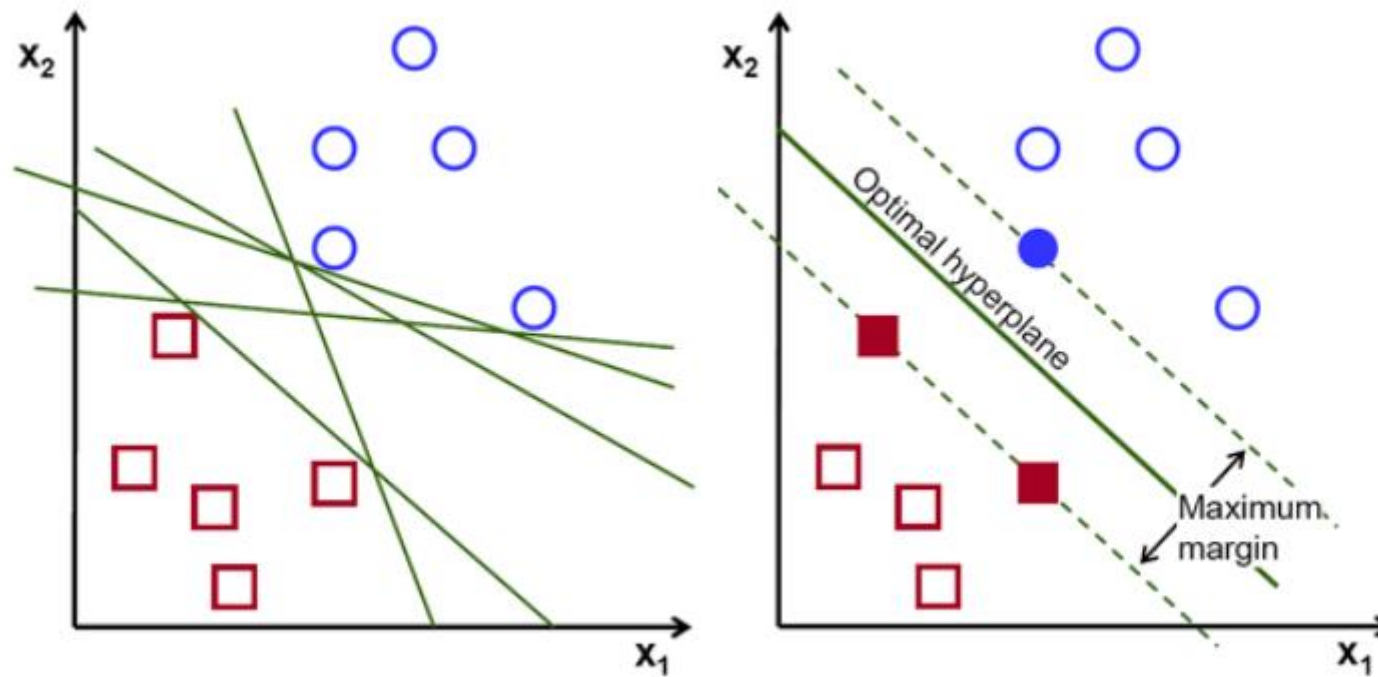 x₂
x₁
x₂
Optimal hyperplane
Maximum
margin
x₁